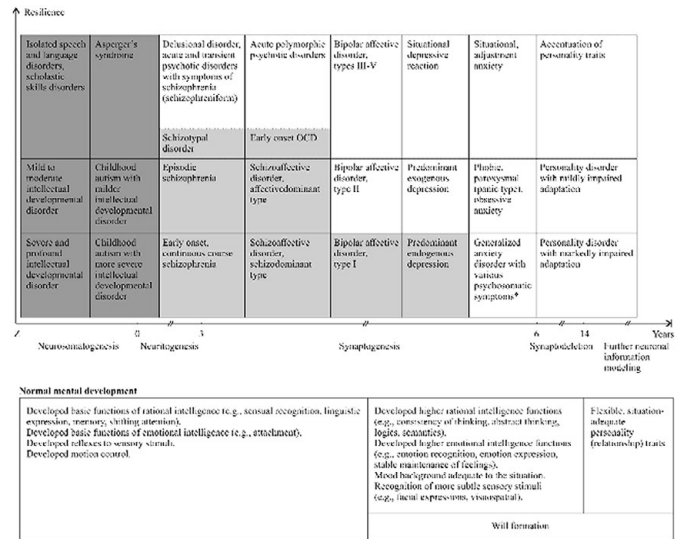 Resilience
Isolated speech
and language
disorders,
scholastic
skills disorders
Asperger's
syndrome
Delusional disorder,
acute and transient
psychotic disorders
with symptoms of
schizophrenia
(schizophreniform)
Acute polymorphic
psychotic disorders
Bipolar affective
disorder,
types III-V
Situational
depressive
reaction
Situational,
adjustment
anxiety
Accentuation of
personality traits
Schizotypal
disorder
Early onset OCD
Mild to
moderate
intellectual
developmental
disorder
Childhood
autism with
milder
intellectual
developmental
disorder
Episodic
schizophrenia
Schizoaffective
disorder,
affectivedominant
type
Bipolar affective
disorder,
type II
Predominant
exogenous
depression
Phobic,
paroxysmal
(panic type),
obsessive
anxiety
Personality disorder
with mildly impaired
adaptation
Severe and
profound
intellectual
developmental
disorder
Childhood
autism with
more severe
intellectual
developmental
disorder
Early onset,
continuous course
schizophrenia
Schizoaffective
disorder,
schizodominant
type
Bipolar affective
disorder,
type I
Predominant
endogenous
depression
Generalized
anxiety
disorder with
various
psychosomatic
symptoms*
Personality disorder
with markedly impaired
adaptation
Z 0 3 6 14 Years
Neurosomatogenesis Neuritogenesis Synaptogenesis Synaptodeletion Further neuronal
information
modeling
Normal mental development
Developed basic functions of rational intelligence (e.g., sensual recognition, linguistic
expression, memory, shifting attention).
Developed basic functions of emotional intelligence (e.g., attachment).
Developed reflexes to sensory stimuli.
Developed motion control.
Developed higher rational intelligence functions
(e.g., consistency of thinking, abstract thinking,
logics, semantics).
Developed higher emotional intelligence functions
(e.g., emotion recognition, emotion expression,
stable maintenance of feelings).
Mood background adequate to the situation.
Recognition of more subtle sensory stimuli
(e.g., facial expressions, visuospatial).
Flexible, situation-
adequate
personality
(relationship) traits
Will formation